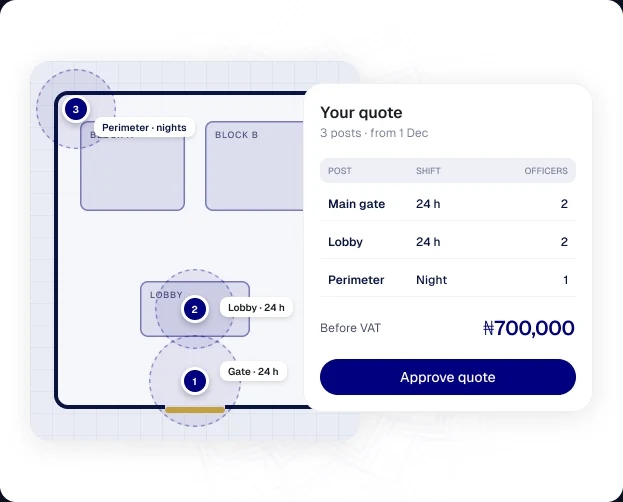 3
Perimeter · nights
BLOCK B
LOBBY
2
Lobby · 24 h
1
Gate · 24 h
Your quote
3 posts · from 1 Dec
POST SHIFT OFFICERS
Main gate 24 h 2
Lobby 24 h 2
Perimeter Night 1
Before VAT ₦700,000
Approve quote